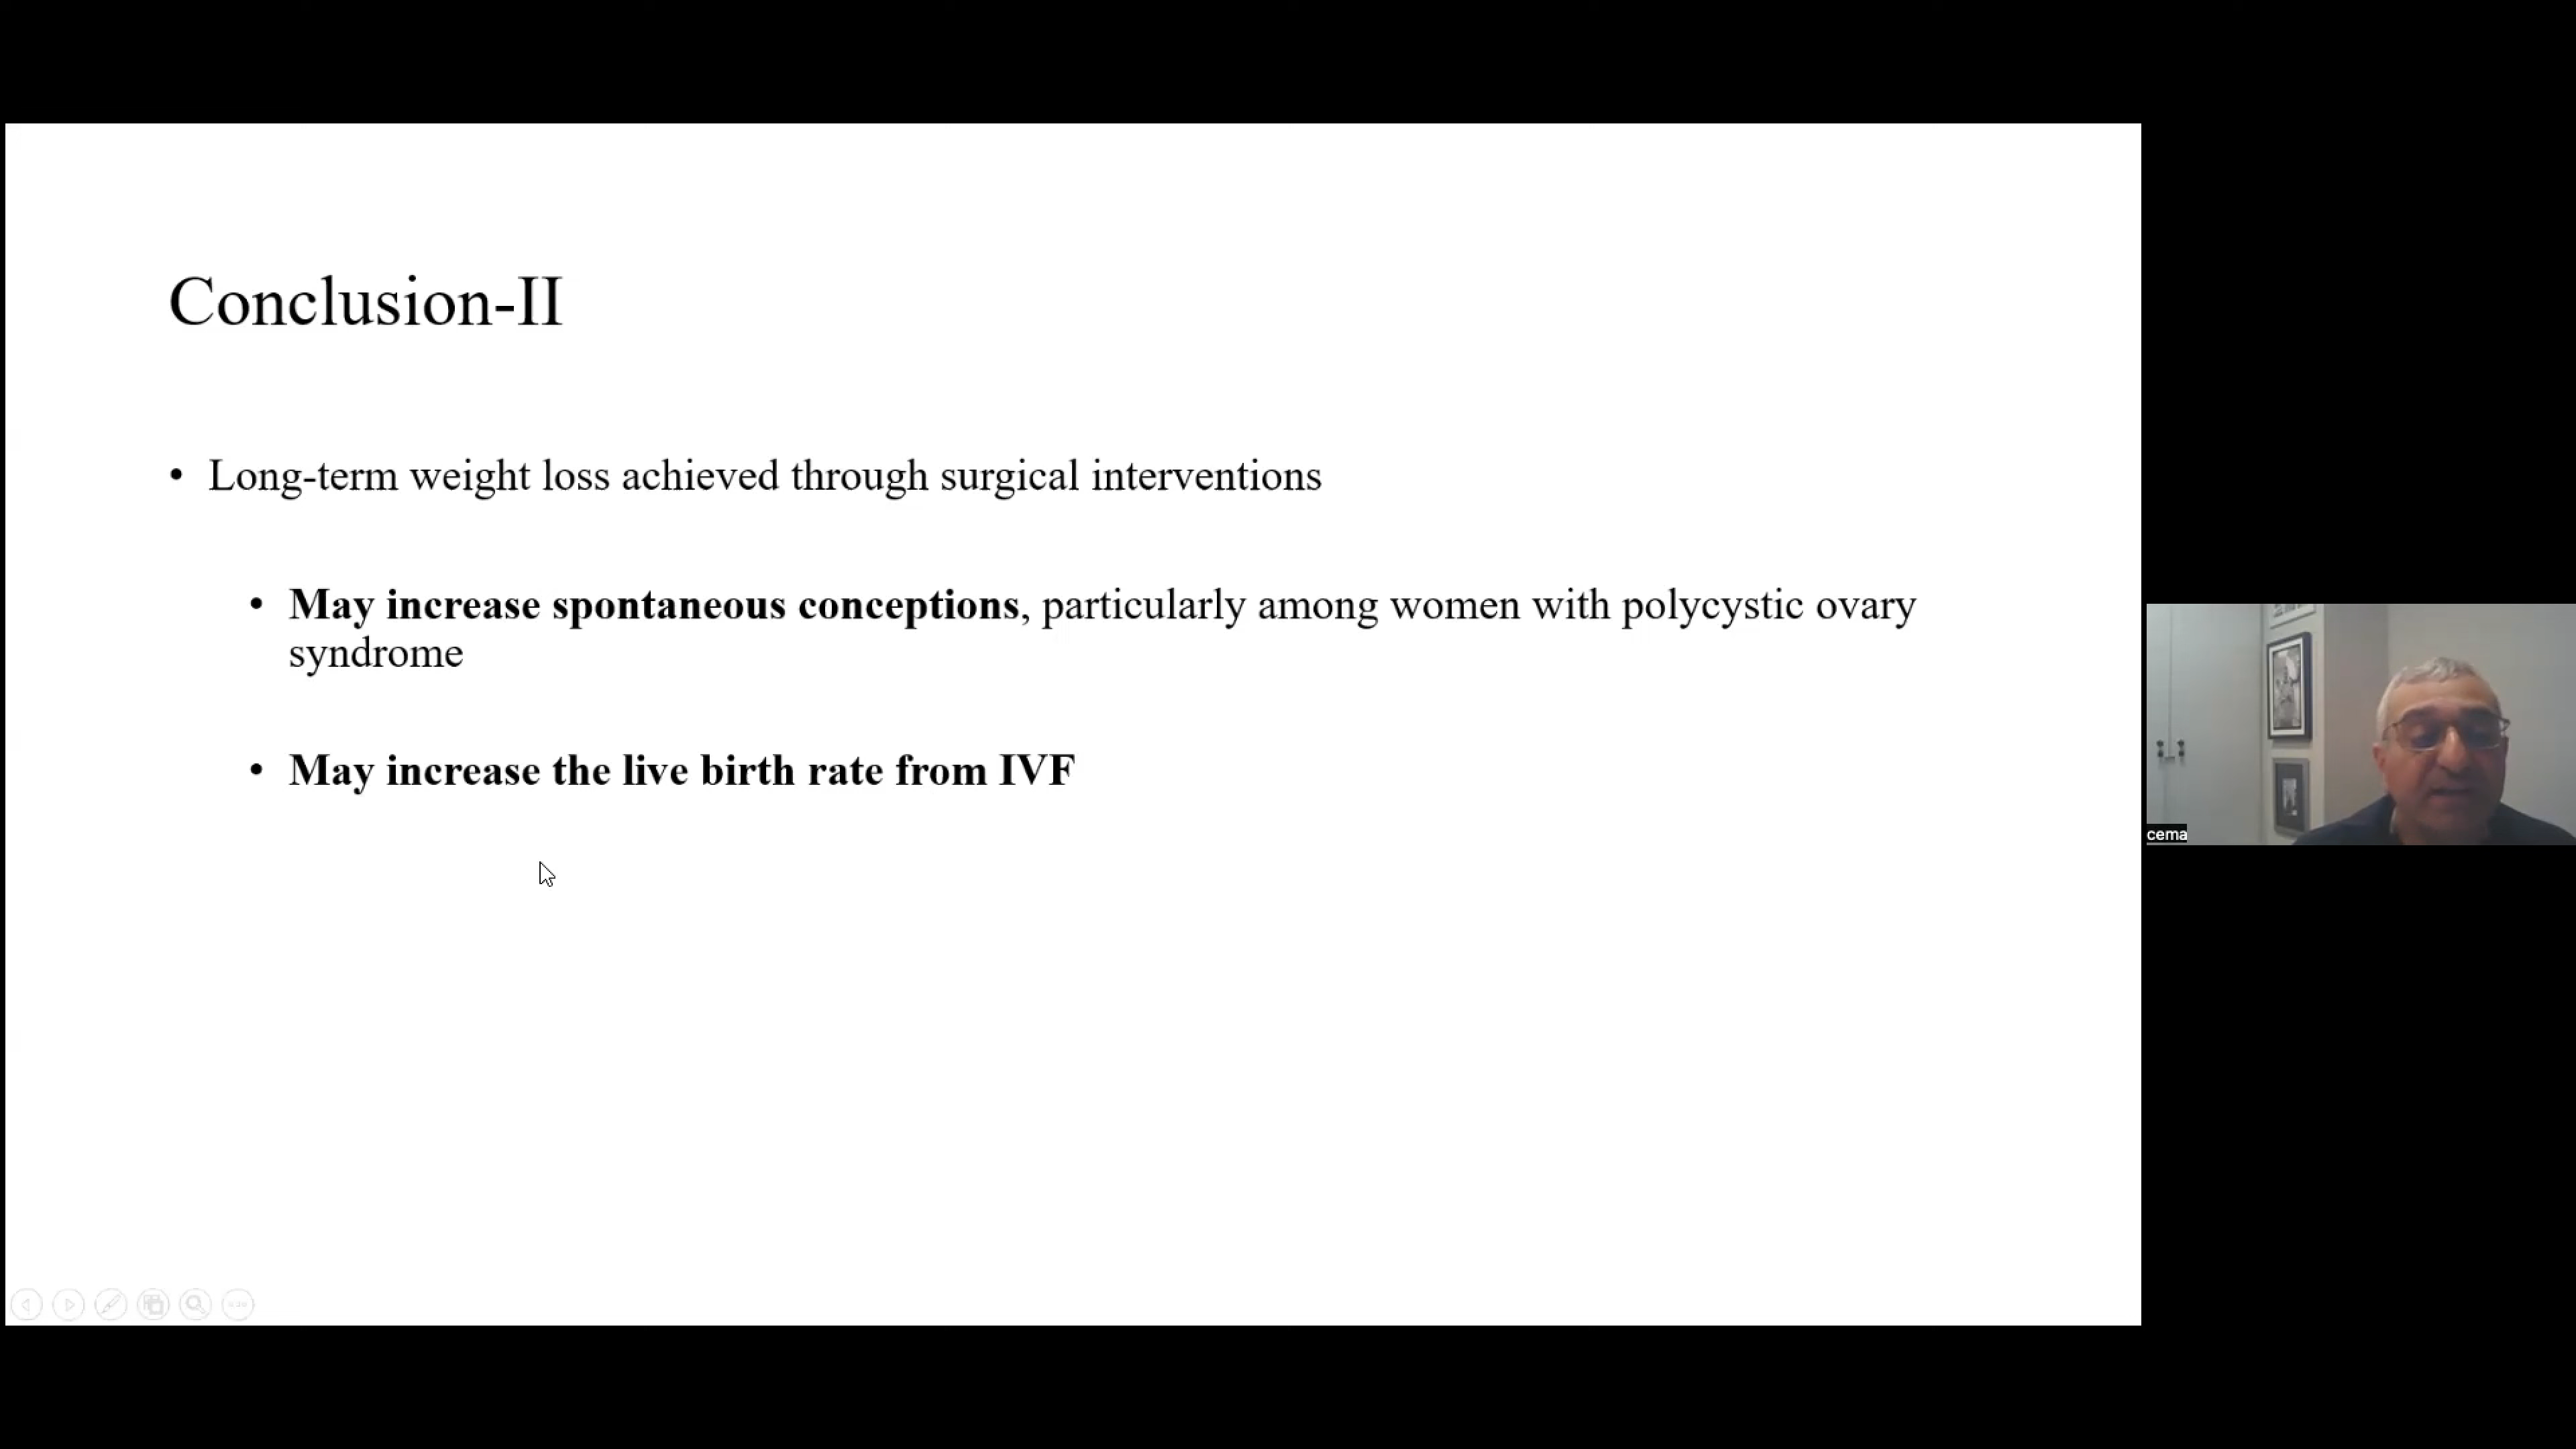 Conclusion-II
• Long-term weight loss achieved through surgical interventions
• May increase spontaneous conceptions, particularly among women with polycystic ovary
syndrome
• May increase the live birth rate from IVF
cema